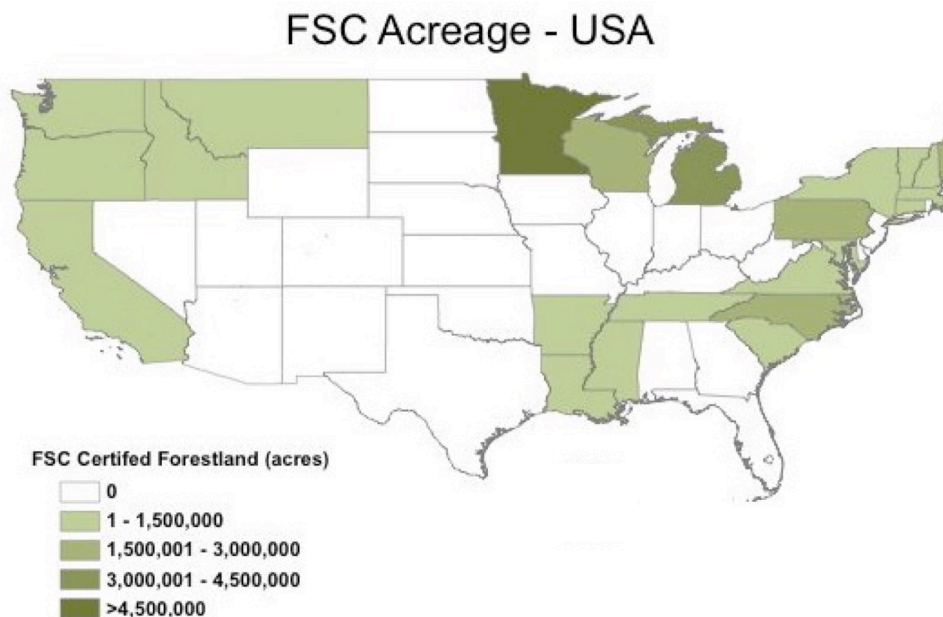 FSC Acreage - USA
FSC Certifed Forestland (acres)
0
1 - 1,500,000
1,500,001 - 3,000,000
3,000,001 - 4,500,000
>4,500,000